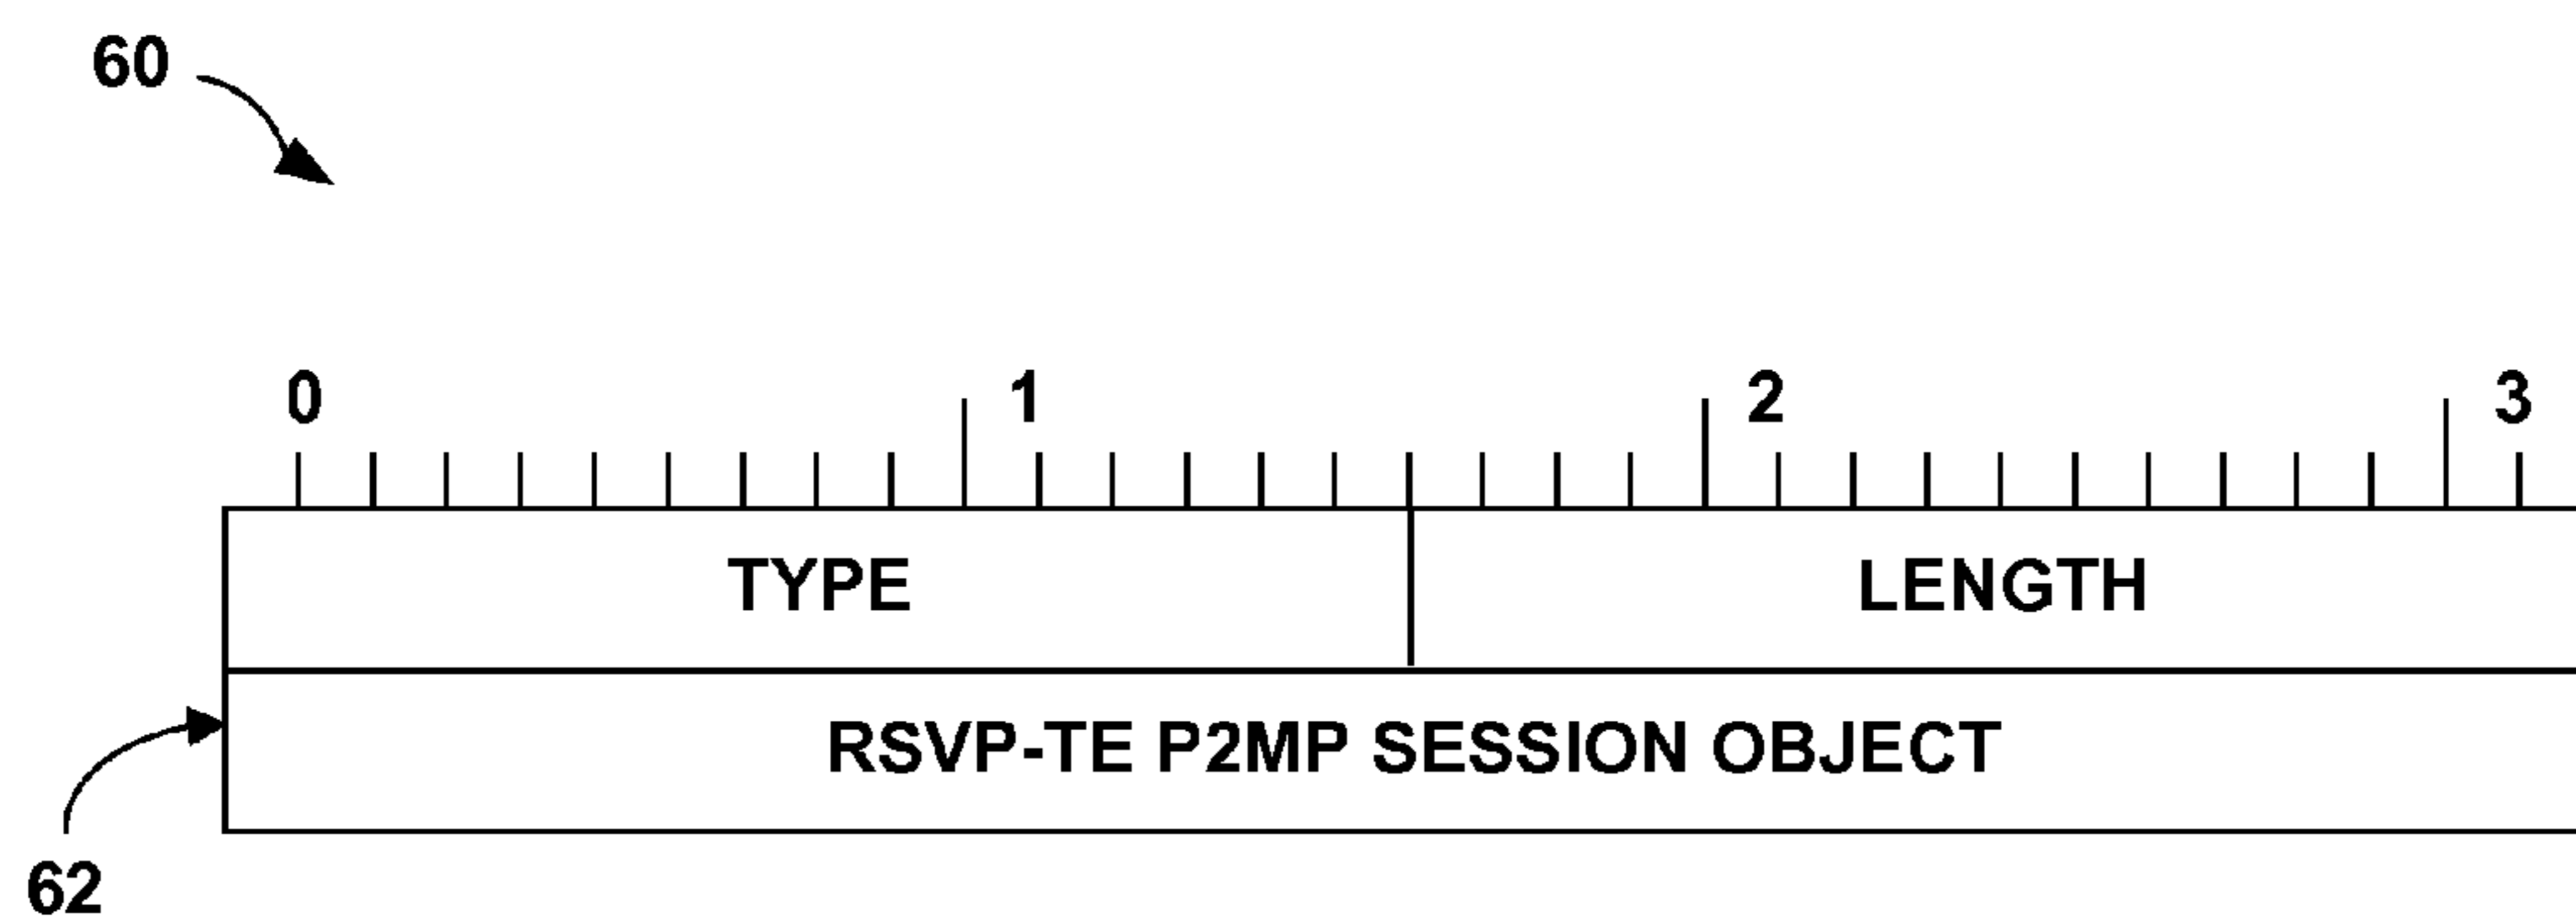 60
0 1 2 3
TYPE LENGTH
RSVP-TE P2MP SESSION OBJECT
62